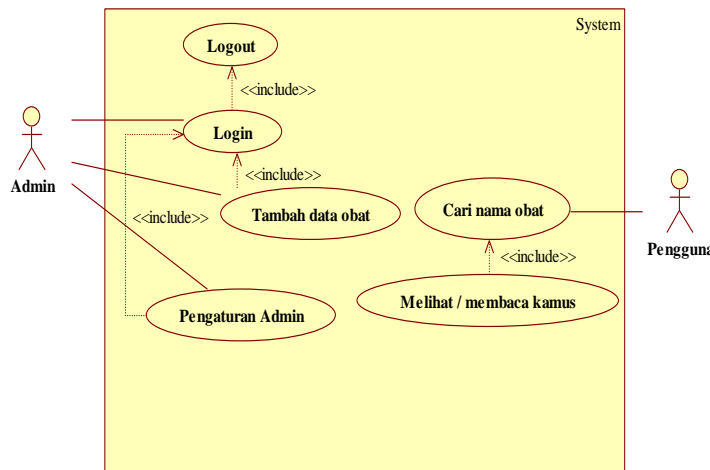 System
Logout
<<include>>
Login
Admin
<<include>>
Tambah data obat
<<include>>
Cari nama obat
Pengguna
<<include>>
Melihat / membaca kamus
Pengaturan Admin